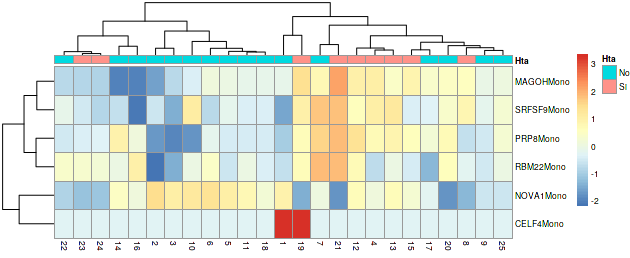 Hta
MAGOHMono
SRFSF9Mono
PRP8Mono
RBM22Mono
NOVA1Mono
CELF4Mono
22 23 24 14 16 2 3 10 6 5 11 18 1 19 7 21 12 4 13 15 17 20 8 9 25
3
2
1
0
-1
-2
Hta
No
SI